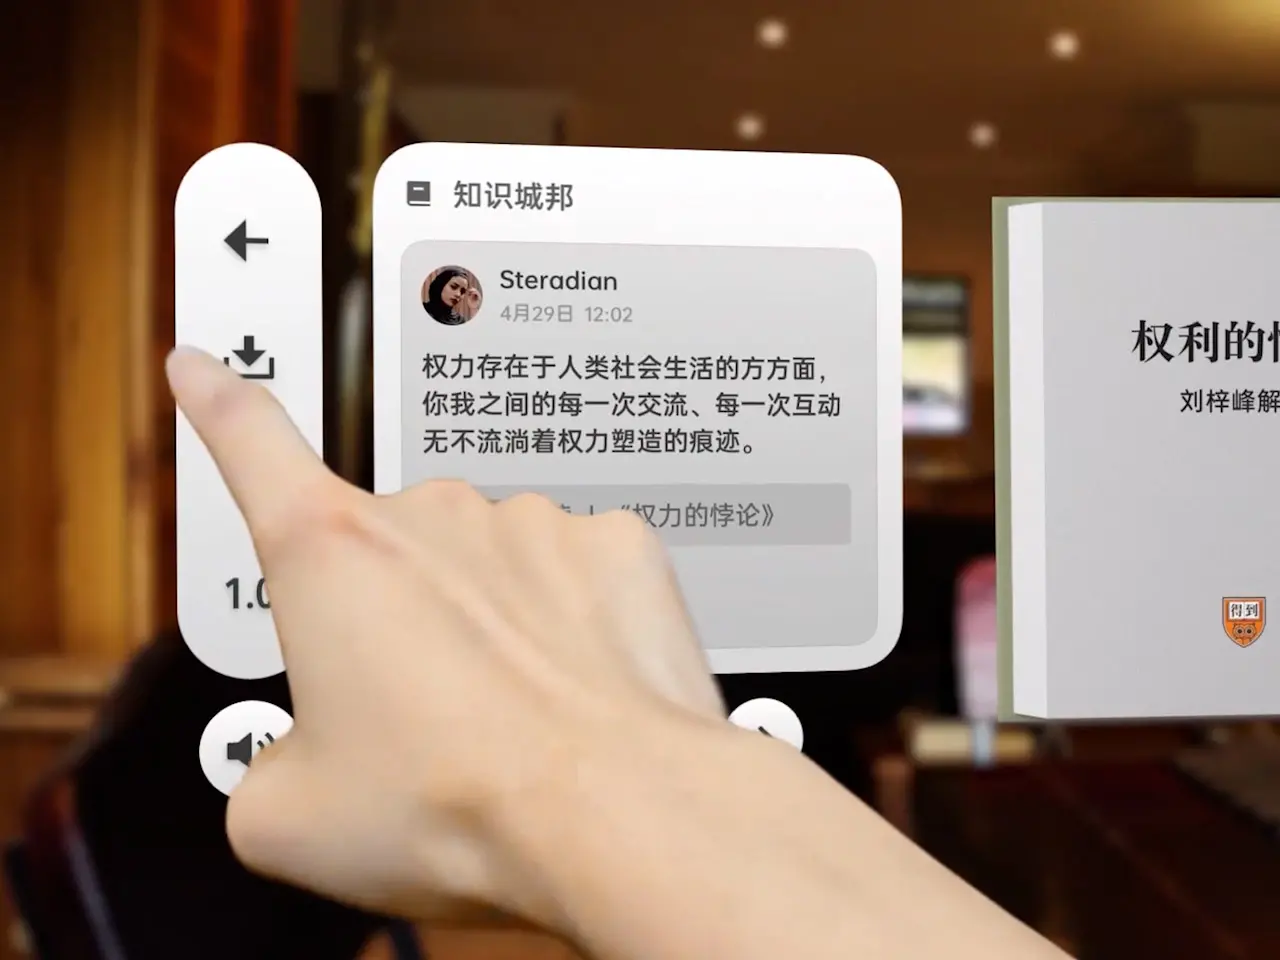 知识城邦
Steradian
4月29日 12:02
权力存在于人类社会生活的方方面，
你我之间的每一次交流、每一次互动
无不流淌着权力塑造的痕迹。
《权力的悖论》
1.0
权利的
刘梓峰解
得到